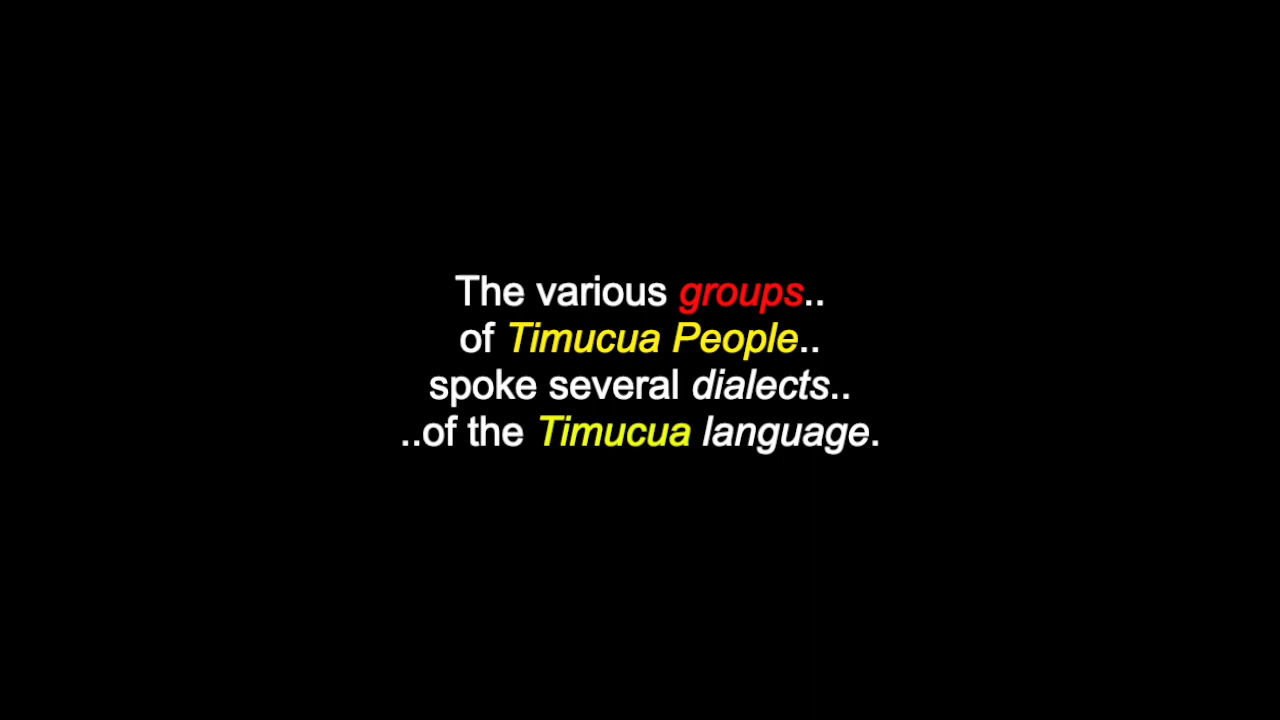 The various groups..
of Timucua People..
spoke several dialects..
..of the Timucua language.